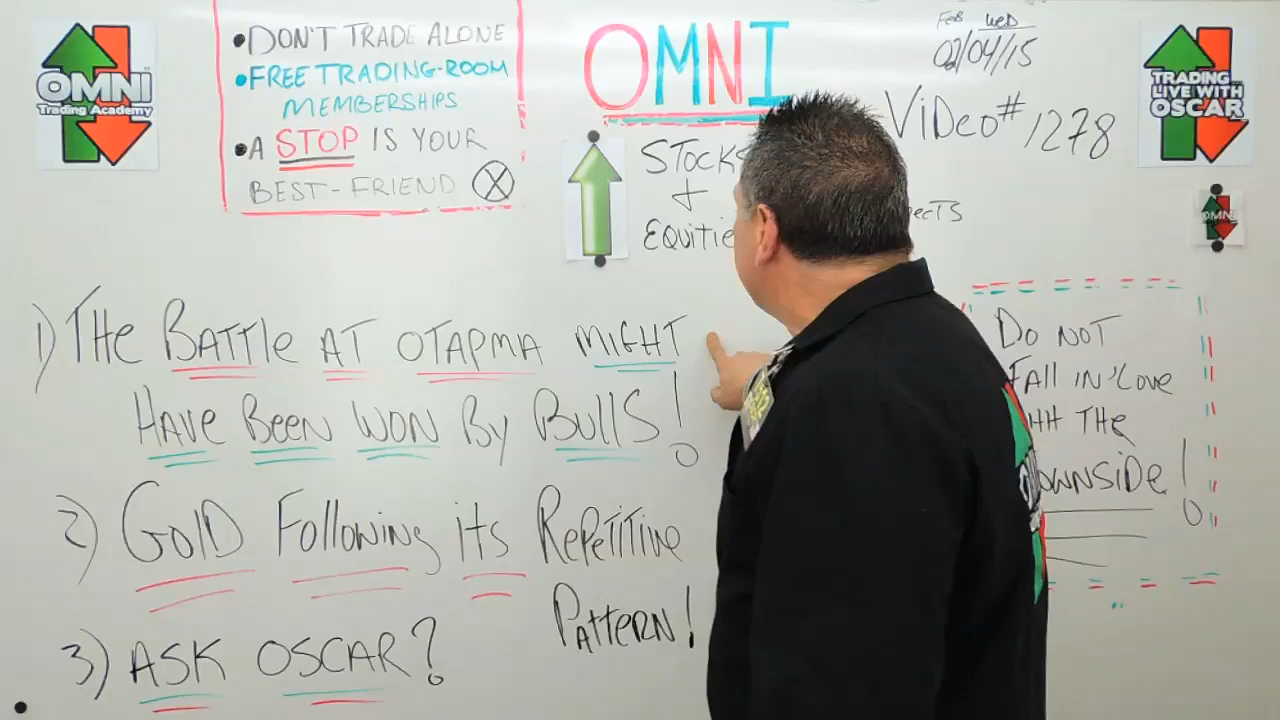 OMNI
Trading Academy
• DON'T TRADE ALONE
• FREE TRADING-ROOM
MEMBERSHIPS
• A STOP IS YOUR
BEST-FRIEND
OMNI
STOCKS
+
EQUITIE
FEB WED
02/04/15
VIDEO # 1278
TRADING
LIVE WITH
OSCAR
OMNI
1) THE BATTLE AT OTAPMA MIGHT
HAVE BEEN WON BY BULLS!
2) GOLD FOLLOWING ITS REPETITIVE
PATTERN!
3) ASK OSCAR?
DO NOT
FALL IN LOVE
THE
DOWNSIDE!